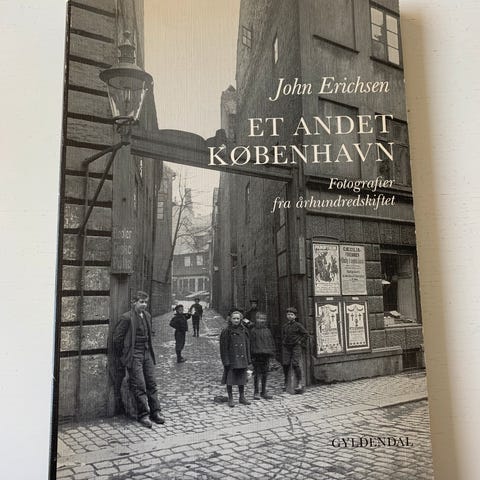 John Erichsen
ET ANDET
KØBENHAVN
Fotografier
fra århundredskiftet
GYLDENDAL